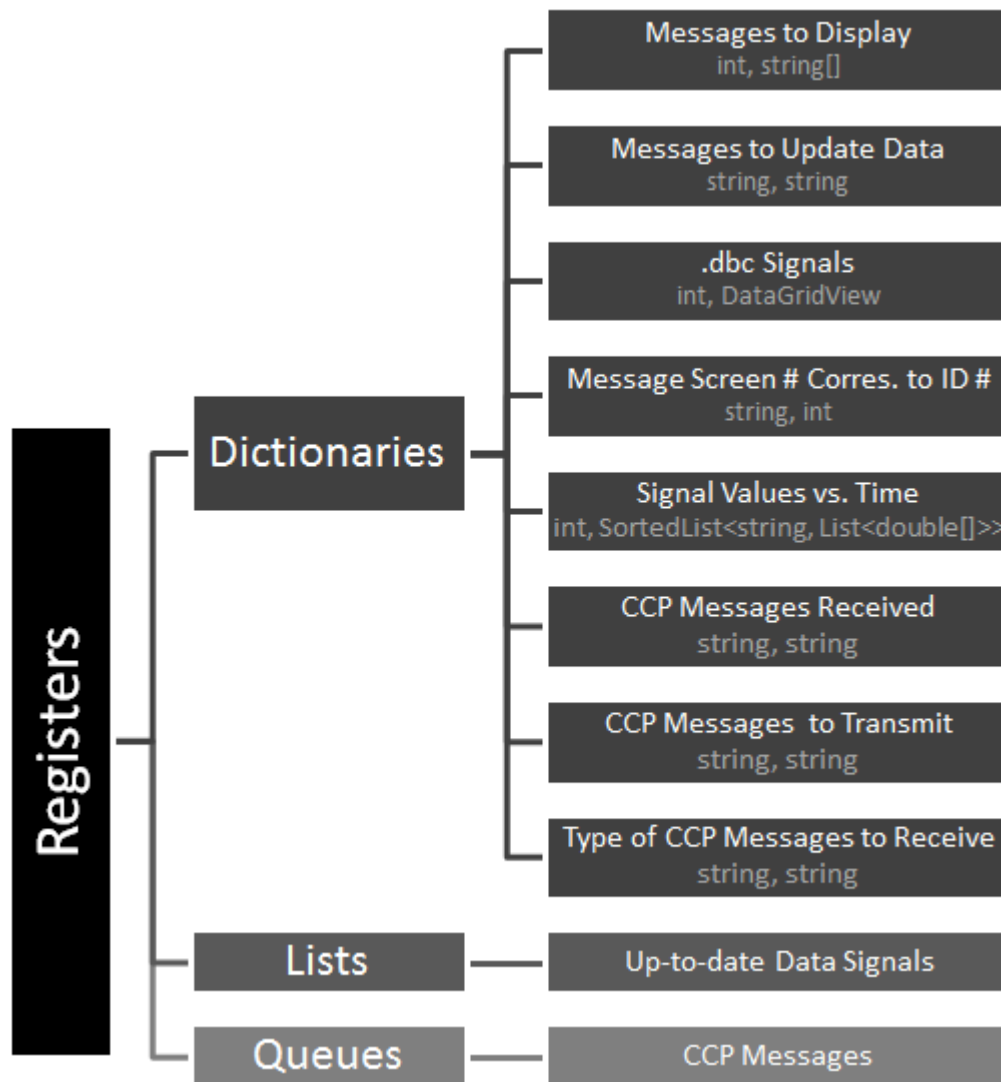 Registers
Dictionaries
Messages to Display
int, string[]
Messages to Update Data
string, string
.dbc Signals
int, DataGridView
Message Screen # Corres. to ID #
string, int
Signal Values vs. Time
int, SortedList<string, List<double[]>>
CCP Messages Received
string, string
CCP Messages  to Transmit
string, string
Type of CCP Messages to Receive
string, string
Lists
Up-to-date Data Signals
Queues
CCP Messages